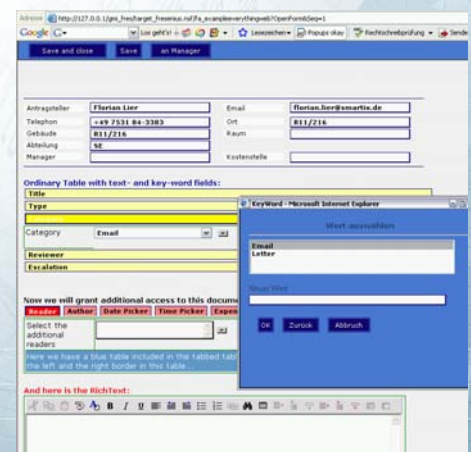 Adresse http://127.0.0.1/gmi_fres/target_fresenius.nsf/fa_exampleeverythingweb?OpenForm&Seq=1
Google G Los geht's! Lesezeichen Popups okay Rechtschreibprüfung Sende
Save and close Save an Manager
Antragsteller Florian Lier Email florian.lier@smartix.de
Telephon +49 7531 84-3383 Ort R11/216
Gebäude R11/216 Raum
Abteilung SE
Manager Kostenstelle
Ordinary Table with text- and key-word fields:
Title
Type
Category
Category Email
Reviewer
Escalation
KeyWord - Microsoft Internet Explorer
Wert auswählen
Email
Letter
Neuer Wert
OK Zurück Abbruch
Now we will grant additional access to this docume
Reader Author Date Picker Time Picker Expen
Select the
additional
readers
Here we have a blue table included in the tabbed tabl
the left and the right border in this table...
And here is the RichText:
B I U